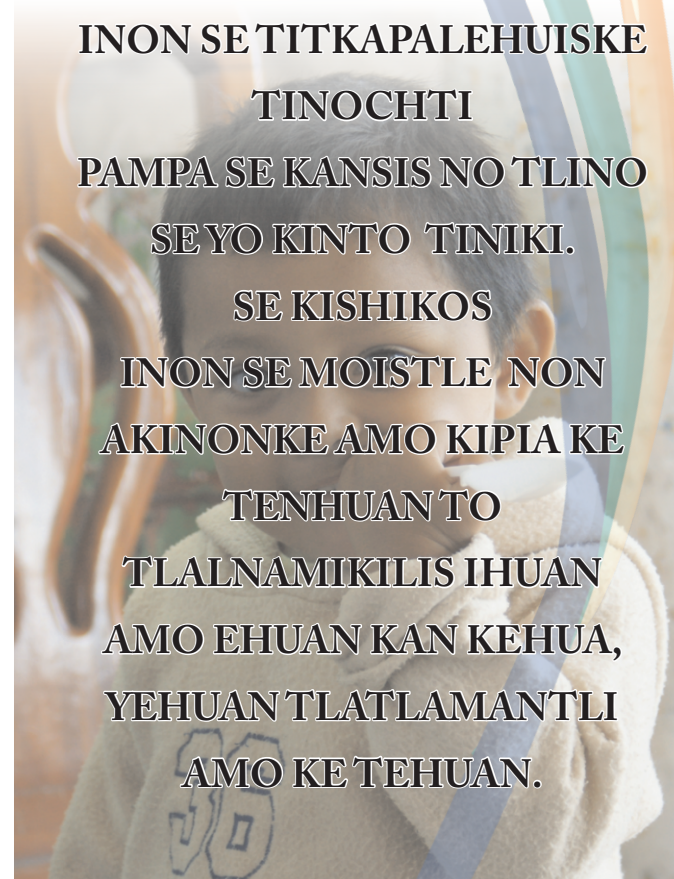 INON SE TITKAPALEHUISKE
TINOCHTI
PAMPA SE KANSIS NO TLINO
SE YO KINTO TINIKI.
SE KISHIKOS
INON SE MOISTLE NON
AKINONKE AMO KIPIA KE
TENHUAN TO
TLALNAMIKILIS IHUAN
AMO EHUAN KAN KEHUA,
YEHUAN TLATLAMANTLI
AMO KE TEHUAN.
36